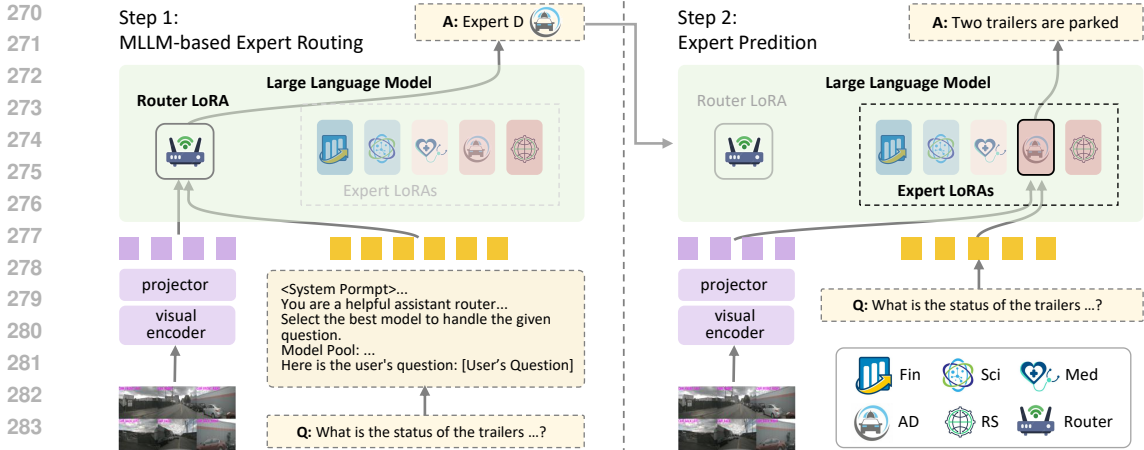 270
271
272
273
274
275
276
277
278
279
280
281
282
283
Step 1:
MLLM-based Expert Routing
A: Expert D
Large Language Model
Router LoRA
Expert LoRAs
projector
visual
encoder
<System Pormpt>...
You are a helpful assistant router...
Select the best model to handle the given
question.
Model Pool: ...
Here is the user's question: [User's Question]
Q: What is the status of the trailers ...?
Step 2:
Expert Predition
A: Two trailers are parked
Large Language Model
Router LoRA
Expert LoRAs
projector
visual
encoder
Q: What is the status of the trailers ...?
Fin
Sci
Med
AD
RS
Router